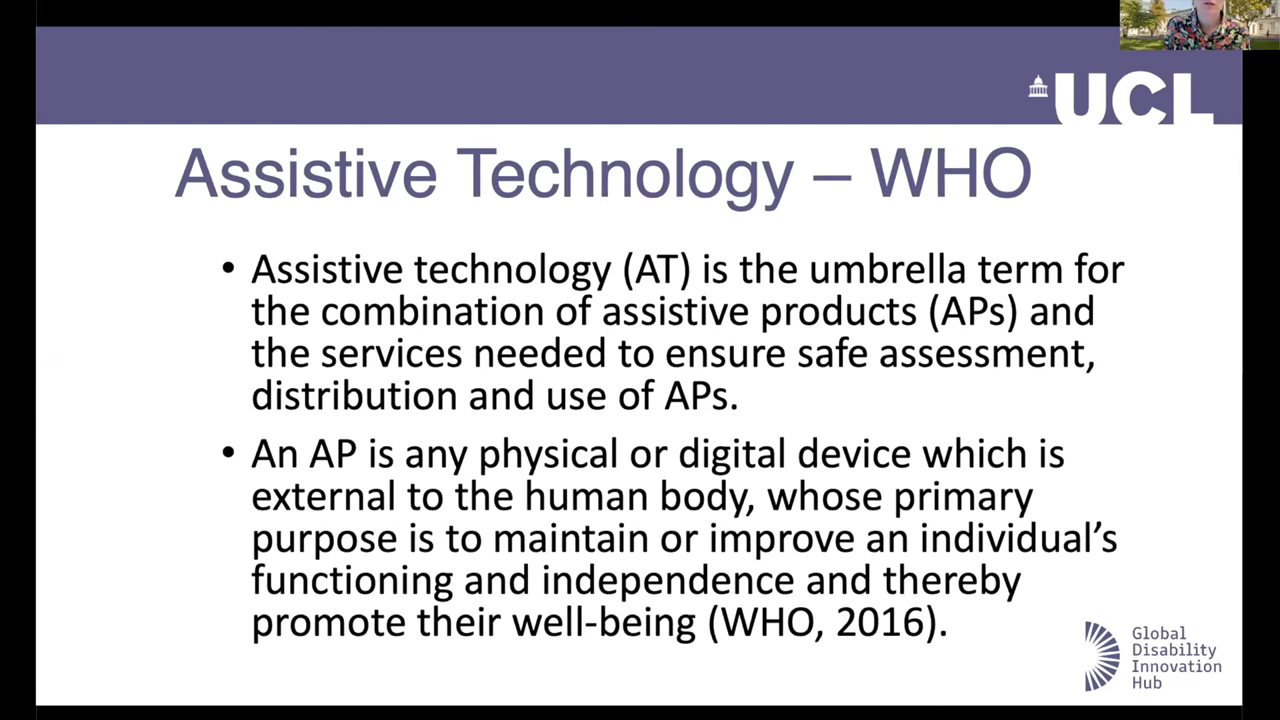 UCL
Assistive Technology – WHO
• Assistive technology (AT) is the umbrella term for
the combination of assistive products (APs) and
the services needed to ensure safe assessment,
distribution and use of APs.
• An AP is any physical or digital device which is
external to the human body, whose primary
purpose is to maintain or improve an individual’s
functioning and independence and thereby
promote their well-being (WHO, 2016).
Global
Disability
Innovation
Hub